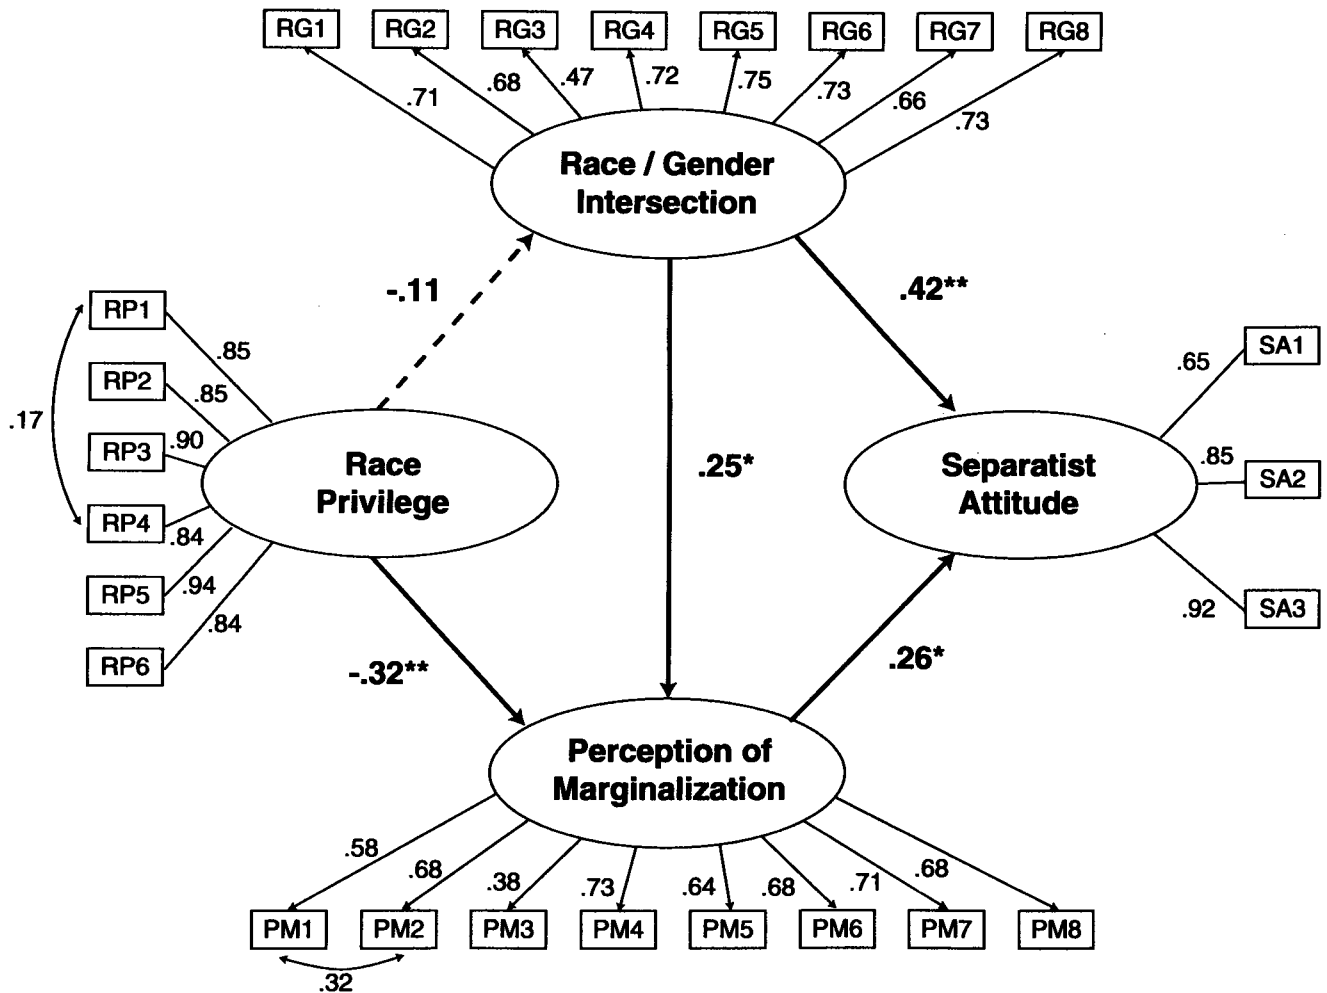 RG1 RG2 RG3 RG4 RG5 RG6 RG7 RG8
.71 .68 .47 .72 .75 .73 .66 .73
Race / Gender
Intersection
-.11
.42**
RP1
RP2
RP3
RP4
RP5
RP6
.17
.85
.85
.90
.84
.94
.84
Race
Privilege
.25*
Separatist
Attitude
.65
.85
.92
SA1
SA2
SA3
-.32**
.26*
Perception of
Marginalization
.58 .68 .38 .73 .64 .68 .71 .68
PM1 PM2 PM3 PM4 PM5 PM6 PM7 PM8
.32